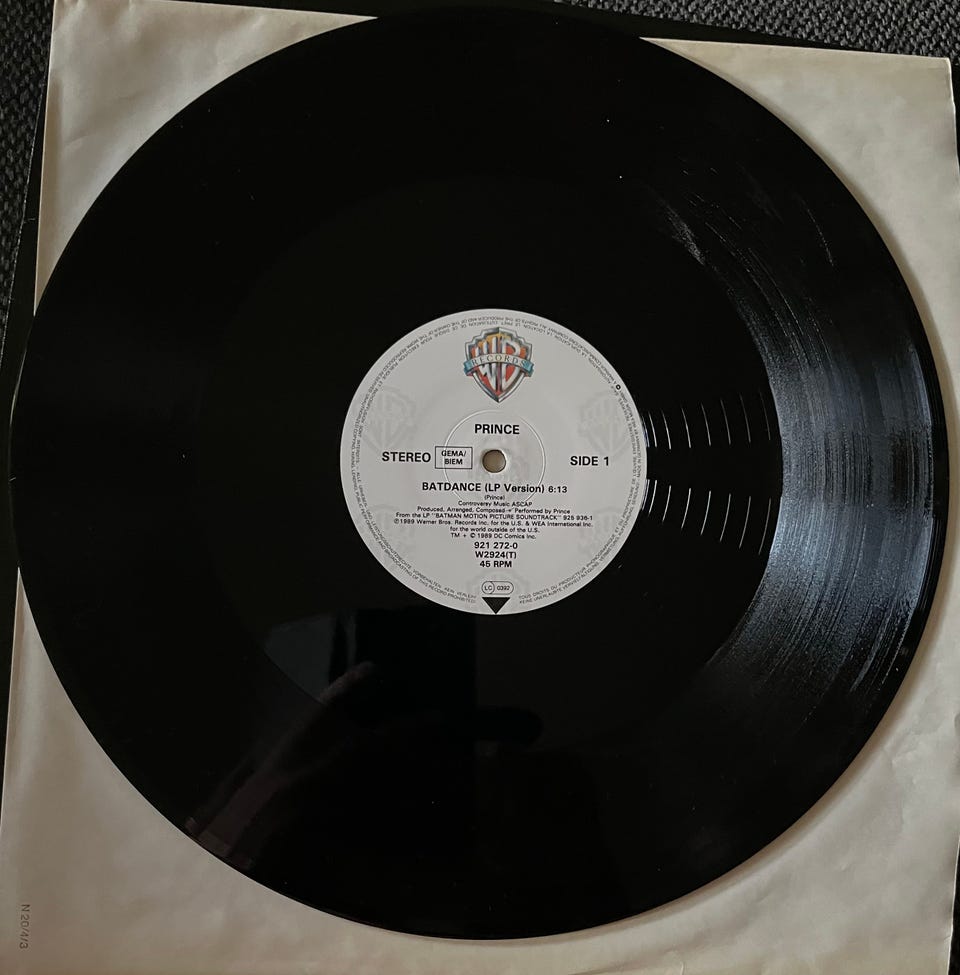 WB
RECORDS
PRINCE
STEREO GEMA/ BIEM SIDE 1
BATDANCE (LP Version) 6:13
(Prince)
Controversy Music ASCAP
Produced, Arranged, Composed + Performed by Prince
From the LP "BATMAN MOTION PICTURE SOUNDTRACK" 925 936-1
℗ 1989 Warner Bros. Records Inc. for the U.S. & WEA International Inc.
for the world outside of the U.S.
TM + © 1989 DC Comics Inc.
921 272-0
W2924(T)
45 RPM
LC 0392
N 20/4/3